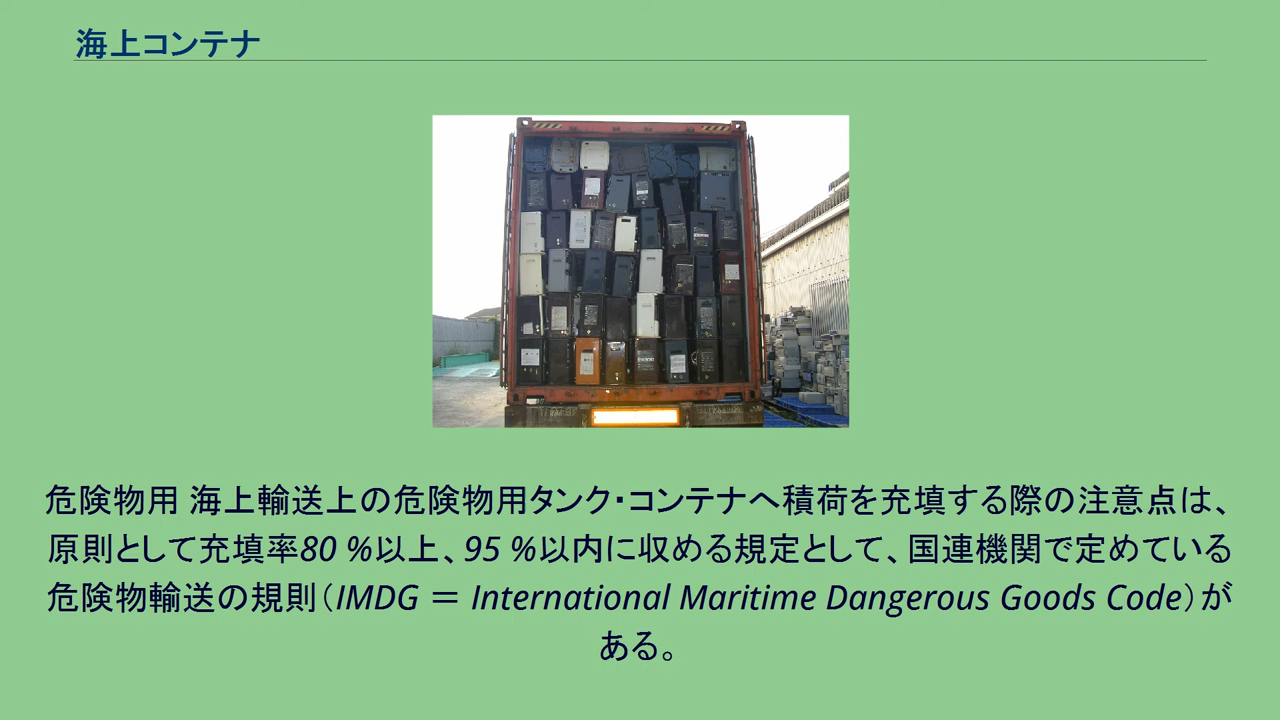 海上コンテナ
危険物用 海上輸送上の危険物用タンク・コンテナへ積荷を充填する際の注意点は、
原則として充填率80 %以上、95 %以内に収める規定として、国連機関で定めている
危険物輸送の規則（IMDG ＝ International Maritime Dangerous Goods Code）が
ある。